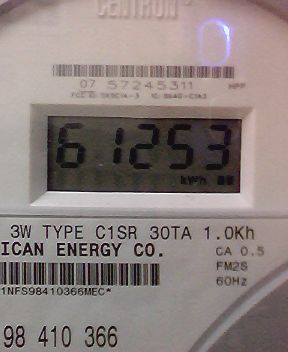 CENTRON®
07 57245311
61253
kWh
3W TYPE C1SR 30TA 1.0Kh
ICAN ENERGY CO. CA 0.5
FM2S
60Hz
1NFS98410366MEC*
98 410 366